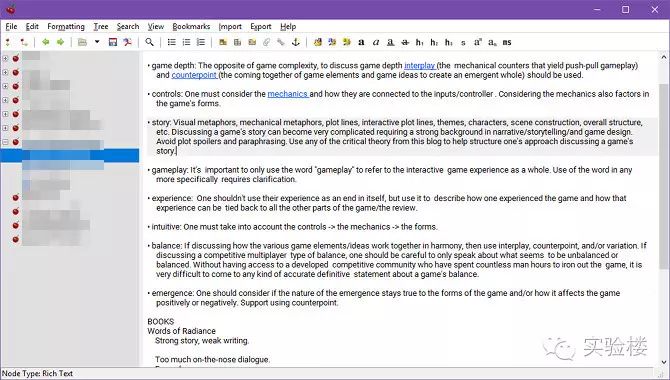 File Edit Formatting Tree Search View Bookmarks Import Export Help
a a a a a h₁ h₂ h₃ s aª aₐ ms
• game depth: The opposite of game complexity, to discuss game depth interplay (the mechanical counters that yield push-pull gameplay)
and counterpoint (the coming together of game elements and game ideas to create an emergent whole) should be used.
• controls: One must consider the mechanics and how they are connected to the inputs/controller . Considering the mechanics also factors in
the game's forms.
• story: Visual metaphors, mechanical metaphors, plot lines, interactive plot lines, themes, characters, scene construction, overall structure,
etc. Discussing a game's story can become very complicated requiring a strong background in narrative/storytelling/and game design.
Avoid plot spoilers and paraphrasing. Use any of the critical theory from this blog to help structure one's approach discussing a game's
story.
• gameplay: It's important to only use the word "gameplay" to refer to the interactive game experience as a whole. Use of the word in any
more specifically requires clarification.
• experience: One shouldn't use their experience as an end in itself, but use it to describe how one experienced the game and how that
experience can be tied back to all the other parts of the game/the review.
• intuitive: One must take into account the controls -> the mechanics -> the forms.
• balance: If discussing how the various game elements/ideas work together in harmony, then use interplay, counterpoint, and/or variation. If
discussing a competitive multiplayer type of balance, one should be careful to only speak about what seems to be unbalanced or
balanced. Without having access to a developed competitive community who have spent countless man hours to iron out the game, it is
very difficult to come to any kind of accurate definitive statement about a game's balance.
• emergence: One should consider if the nature of the emergence stays true to the forms of the game and/or how it affects the game
positively or negatively. Support using counterpoint.
BOOKS
Words of Radiance
Strong story, weak writing.
Too much on-the-nose dialogue.
实验楼
Node Type: Rich Text